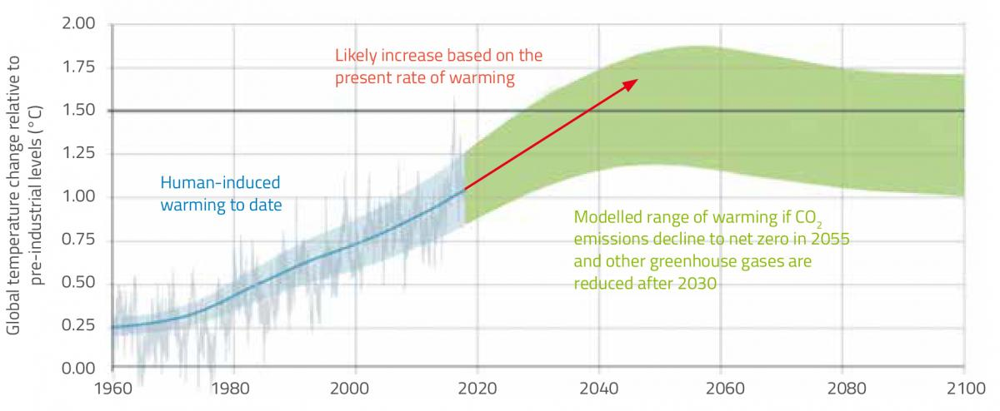 Global temperature change relative to
pre-industrial levels (°C)
2.00
1.75
1.50
1.25
1.00
0.75
0.50
0.25
0.00
Likely increase based on the
present rate of warming
Human-induced
warming to date
Modelled range of warming if CO₂
emissions decline to net zero in 2055
and other greenhouse gases are
reduced after 2030
1960 1980 2000 2020 2040 2060 2080 2100